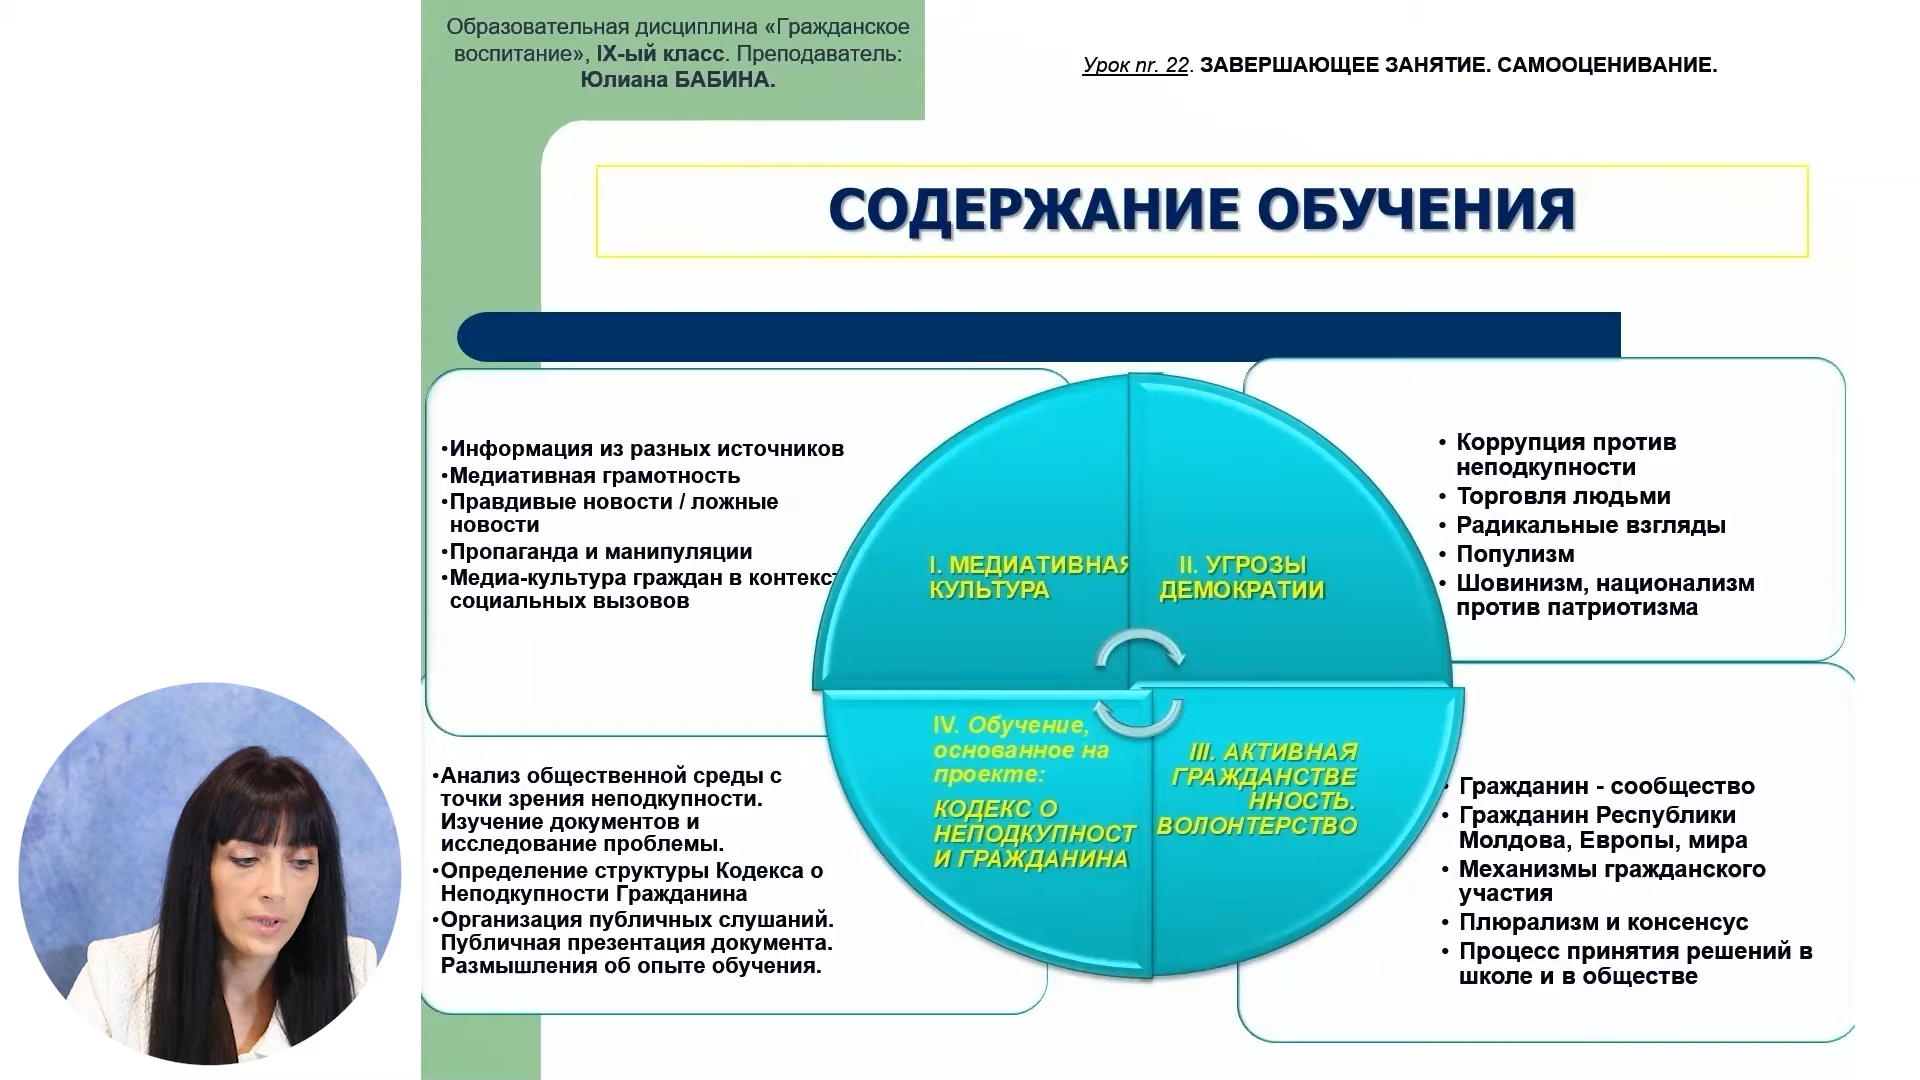 Образовательная дисциплина «Гражданское
воспитание», IX-ый класс. Преподаватель:
Юлиана БАБИНА.
Урок nr. 22. ЗАВЕРШАЮЩЕЕ ЗАНЯТИЕ. САМООЦЕНИВАНИЕ.
СОДЕРЖАНИЕ ОБУЧЕНИЯ
•Информация из разных источников
•Медиативная грамотность
•Правдивые новости / ложные
новости
•Пропаганда и манипуляции
•Медиа-культура граждан в контекст
социальных вызовов
I. МЕДИАТИВНАЯ
КУЛЬТУРА
II. УГРОЗЫ
ДЕМОКРАТИИ
• Коррупция против
неподкупности
• Торговля людьми
• Радикальные взгляды
• Популизм
• Шовинизм, национализм
против патриотизма
•Анализ общественной среды с
точки зрения неподкупности.
Изучение документов и
исследование проблемы.
•Определение структуры Кодекса о
Неподкупности Гражданина
•Организация публичных слушаний.
Публичная презентация документа.
Размышления об опыте обучения.
IV. Обучение,
основанное на
проекте:
КОДЕКС О
НЕПОДКУПНОСТ
И ГРАЖДАНИНА
III. АКТИВНАЯ
ГРАЖДАНСТВЕ
ННОСТЬ.
ВОЛОНТЕРСТВО
• Гражданин - сообщество
• Гражданин Республики
Молдова, Европы, мира
• Механизмы гражданского
участия
• Плюрализм и консенсус
• Процесс принятия решений в
школе и в обществе